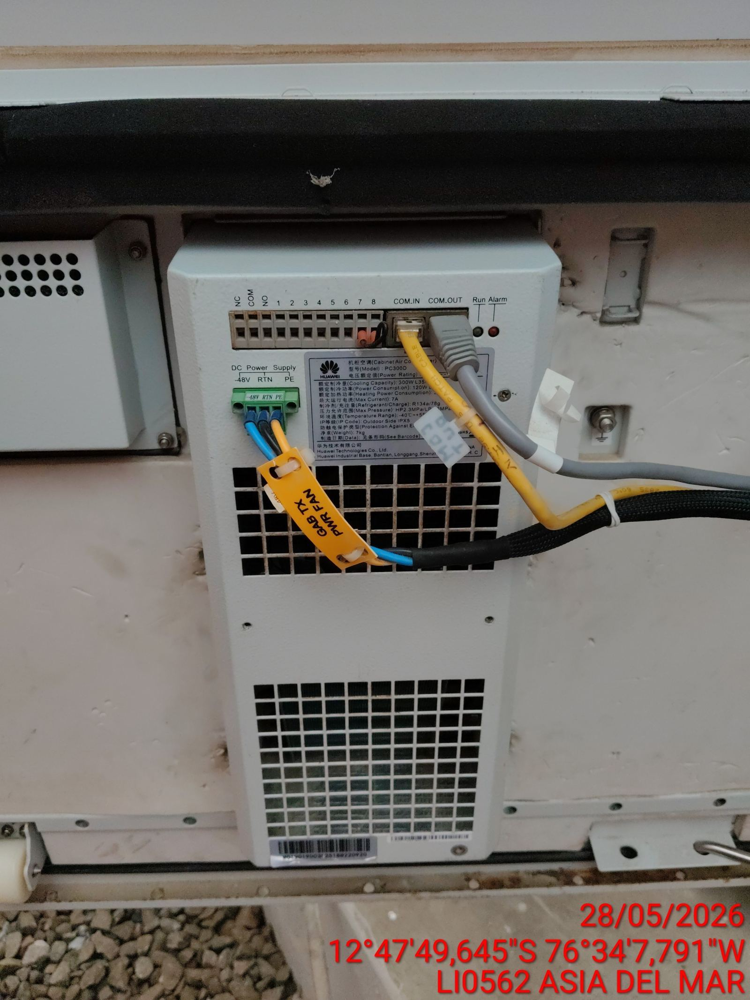 NC COM NO 1 2 3 4 5 6 7 8 COM_IN COM_OUT Run Alarm
DC Power Supply
-48V RTN PE
-48V RTN PE
HUAWEI
机柜空调(Cabinet Air Co
型号(Model) : PC300D
电压额定值(Power Rating)
额定制冷量(Cooling Capacity): 300W L35/
额定制冷功率(Power Consumption): 120W L
额定加热功率(Heating Power Consumption):
最大运行电流(Max Current): 7A
制冷剂/充注量(Refrigerant/Charge): R134a/78g
压力允许范围(Max Pressure): HP2.3MPa/LP
环境温度(Temperature Range): -40℃~+55
IP等级(IP Code): Outdoor Side IPX5
防触电保护类型(Protection Against E
净重(Weight): 7kg
制造日期(Data): 见条形码(See Barcode)
华为技术有限公司
Huawei Technologies Co., Ltd.
Huawei Industrial Base, Bantian, Longgang, Shenz
CABLE
PATCH
MON
OUT
-48V
GAB TX
PWR FAN
28/05/2026
12°47'49,645"S 76°34'7,791"W
LI0562 ASIA DEL MAR